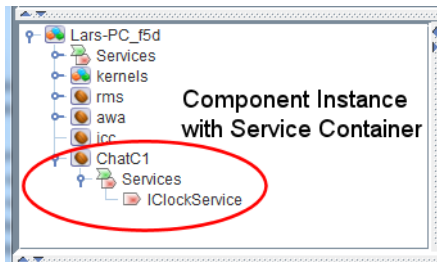 Lars-PC_f5d
Services
kernels
rms
awa
icc
ChatC1
Services
IClockService
Component Instance
with Service Container